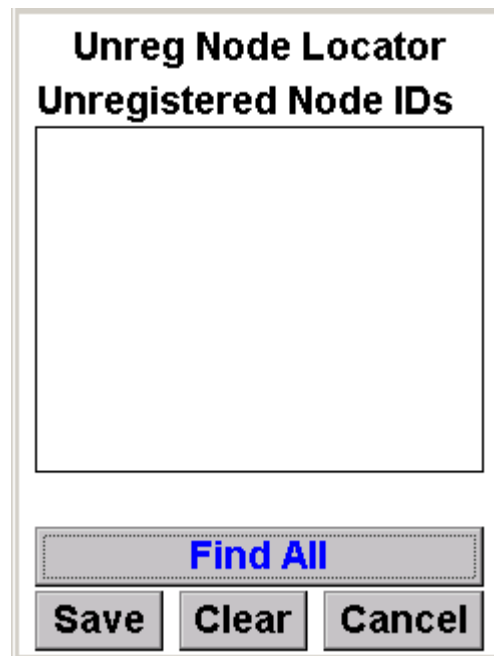 Unreg Node Locator
Unregistered Node IDs
Find All
Save Clear Cancel